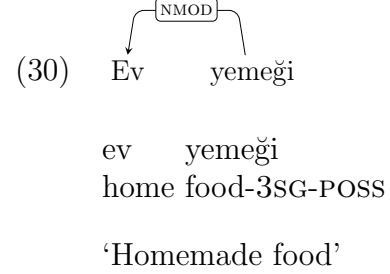 NMOD
(30) Ev yemeği
ev yemeği
home food-3SG-POSS
‘Homemade food’